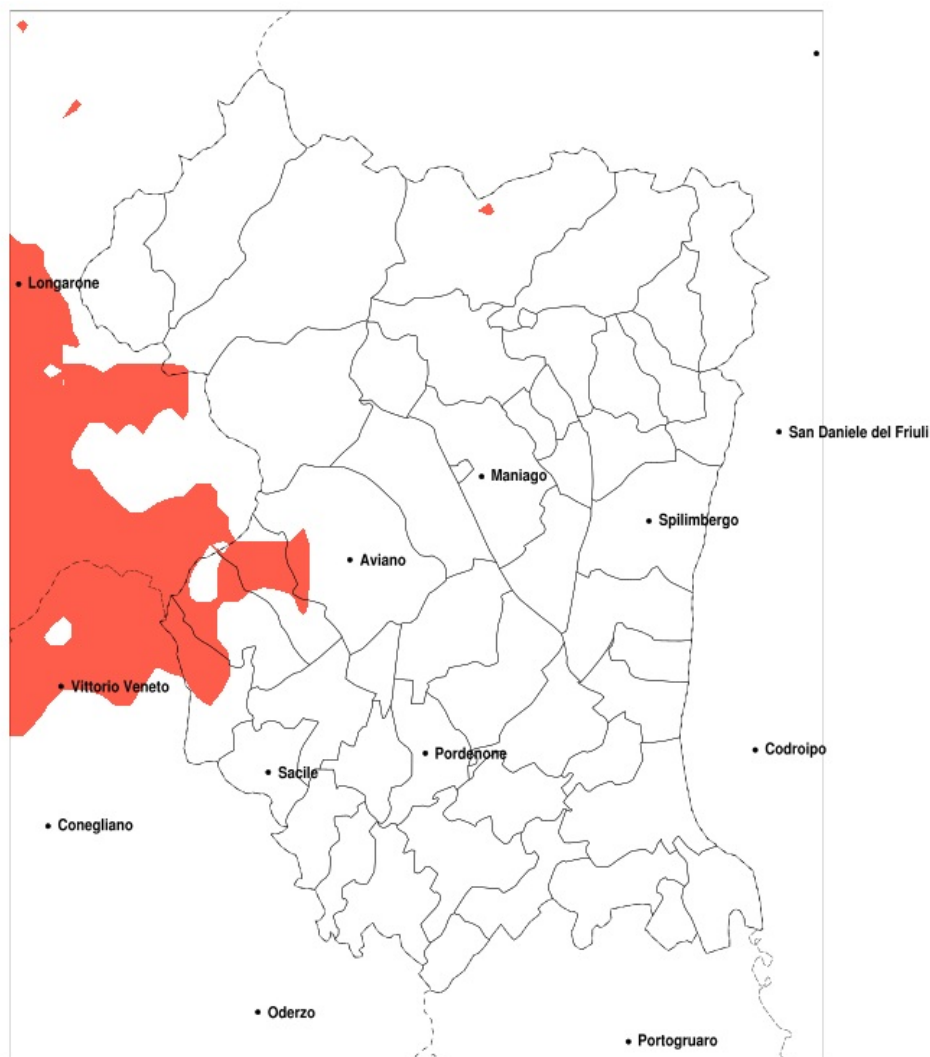 Longarone
San Daniele del Friuli
Maniago
Spilimbergo
Aviano
Vittorio Veneto
Codroipo
Pordenone
Sacile
Conegliano
Oderzo
Portogruaro